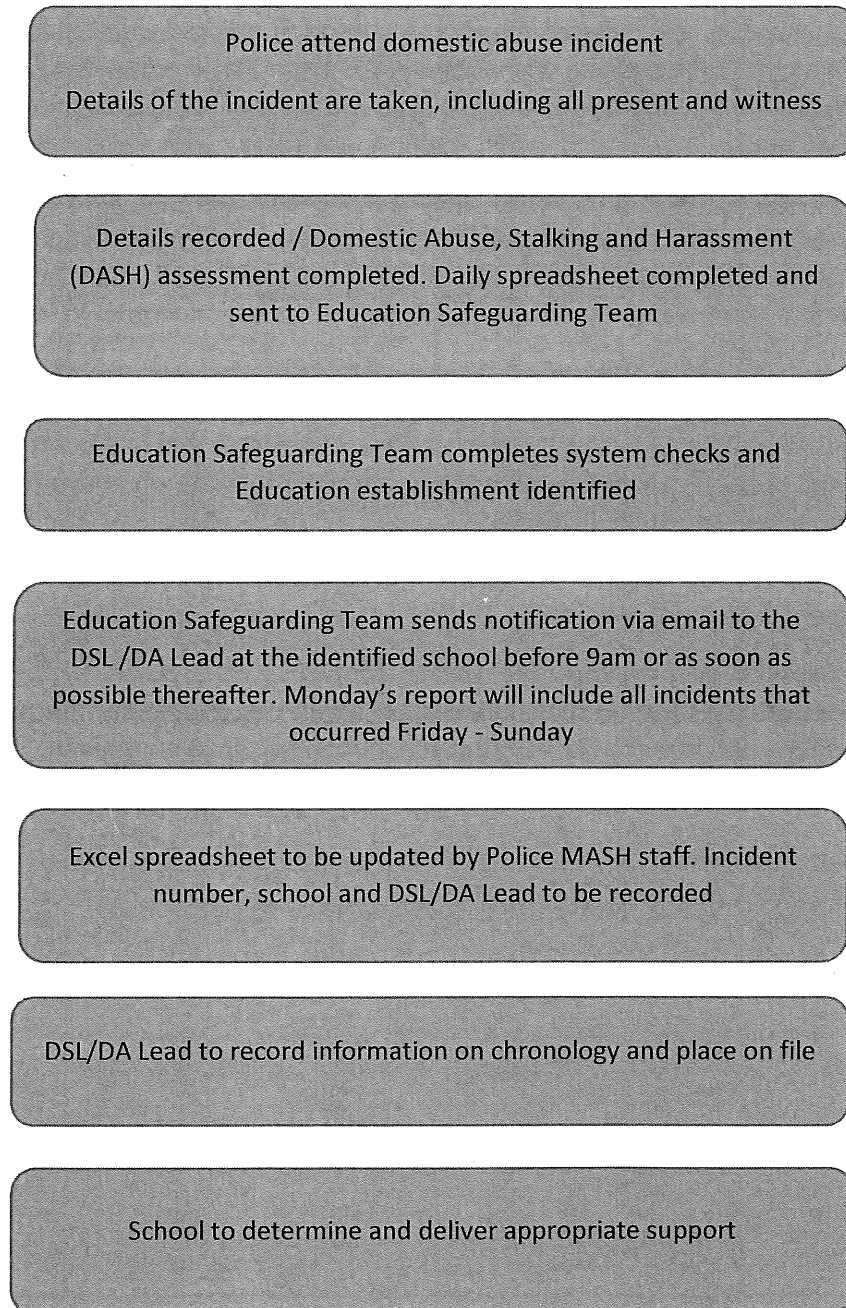 Police attend domestic abuse incident
Details of the incident are taken, including all present and witness
Details recorded / Domestic Abuse, Stalking and Harassment
(DASH) assessment completed. Daily spreadsheet completed and
sent to Education Safeguarding Team
Education Safeguarding Team completes system checks and
Education establishment identified
Education Safeguarding Team sends notification via email to the
DSL /DA Lead at the identified school before 9am or as soon as
possible thereafter. Monday’s report will include all incidents that
occurred Friday - Sunday
Excel spreadsheet to be updated by Police MASH staff. Incident
number, school and DSL/DA Lead to be recorded
DSL/DA Lead to record information on chronology and place on file
School to determine and deliver appropriate support